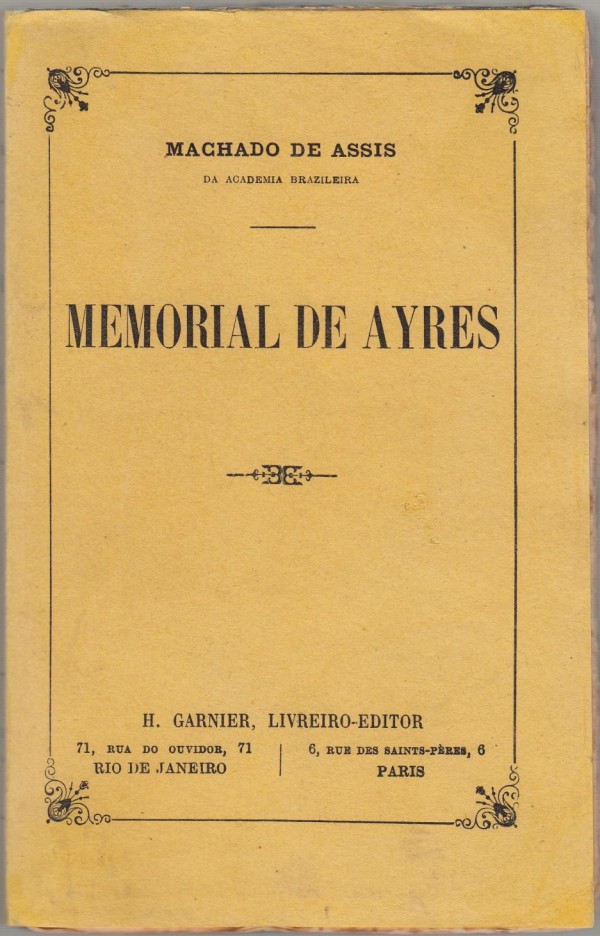 MACHADO DE ASSIS
DA ACADEMIA BRAZILEIRA
MEMORIAL DE AYRES
H. GARNIER, LIVREIRO-EDITOR
71, RUA DO OUVIDOR, 71
RIO DE JANEIRO
6, RUE DES SAINTS-PÈRES, 6
PARIS